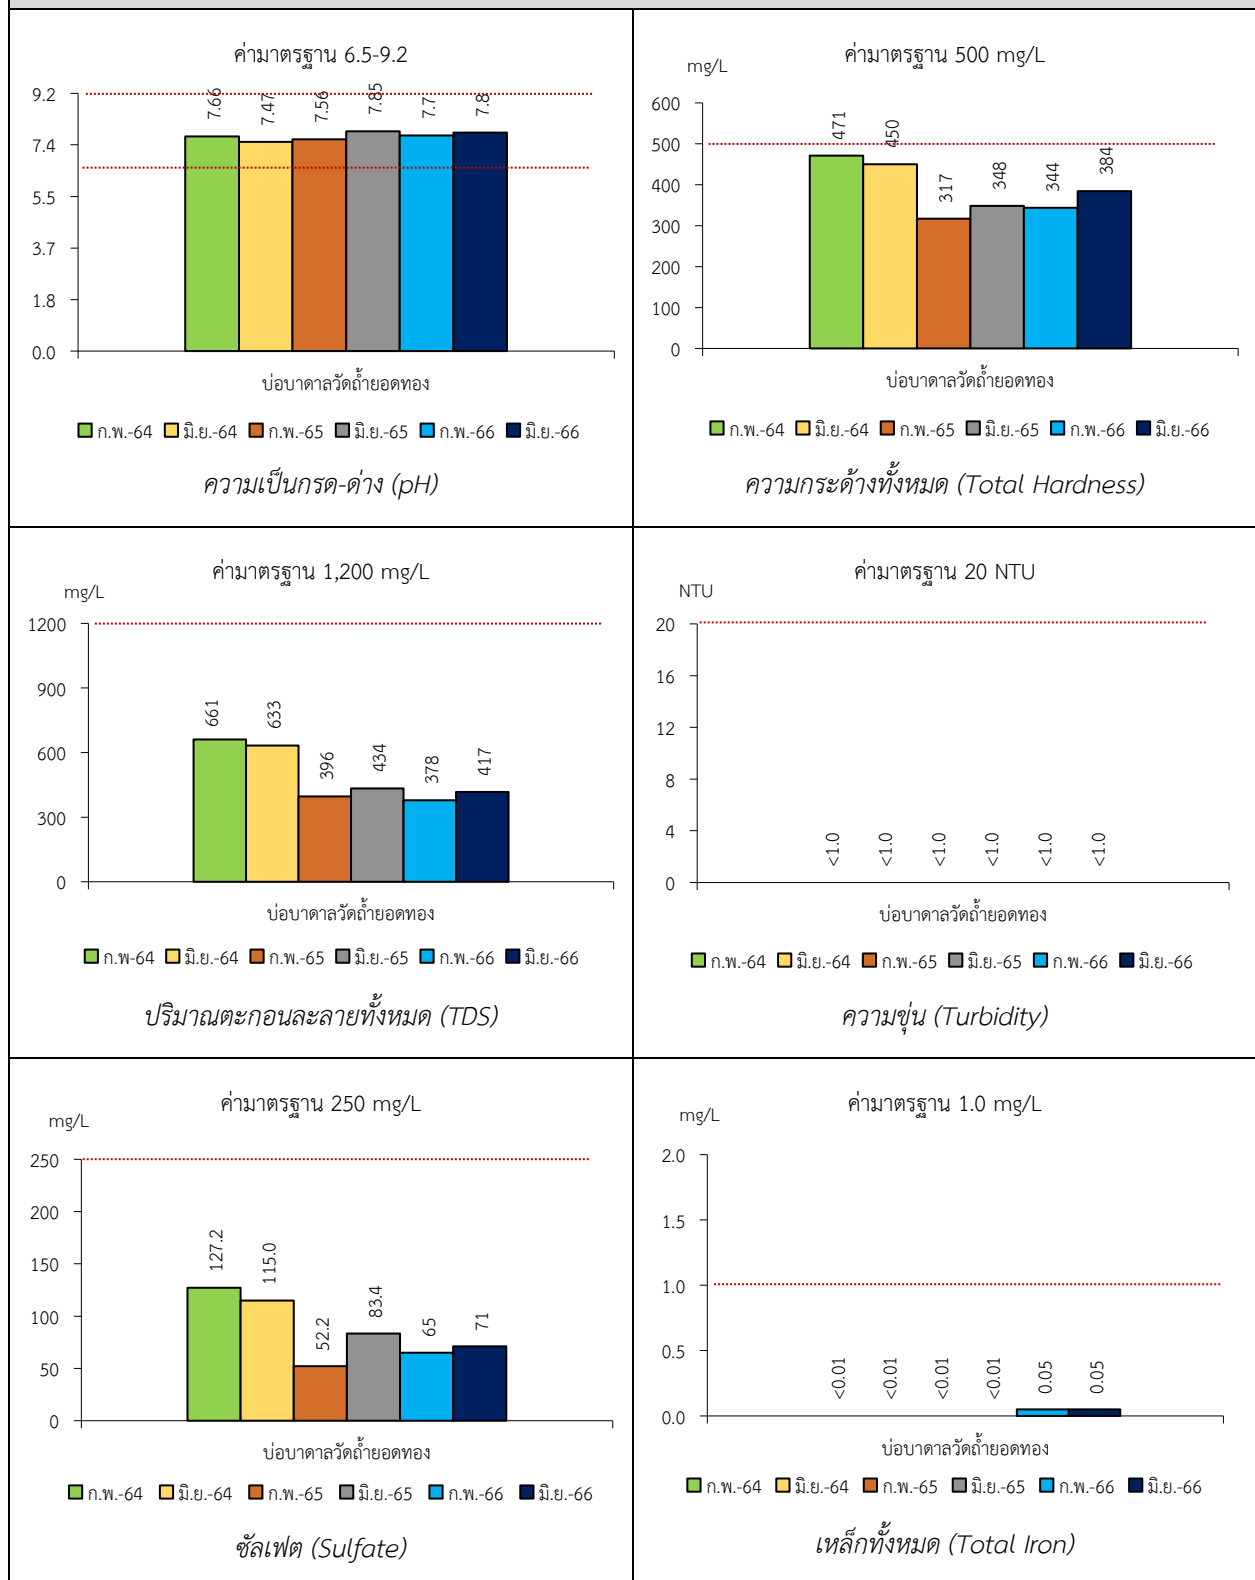 ค่ามาตรฐาน 6.5-9.2
9.2
7.4
5.5
3.7
1.8
0.0
7.66 7.47 7.56 7.85 7.7 7.8
บ่อบาดาลวัดถ้ำยอดทอง
ก.พ.-64 มิ.ย.-64 ก.พ.-65 มิ.ย.-65 ก.พ.-66 มิ.ย.-66
ความเป็นกรด-ด่าง (pH)
ค่ามาตรฐาน 500 mg/L
mg/L
600
500
400
300
200
100
0
471 450 317 348 344 384
บ่อบาดาลวัดถ้ำยอดทอง
ก.พ.-64 มิ.ย.-64 ก.พ.-65 มิ.ย.-65 ก.พ.-66 มิ.ย.-66
ความกระด้างทั้งหมด (Total Hardness)
ค่ามาตรฐาน 1,200 mg/L
mg/L
1200
900
600
300
0
661 633 396 434 378 417
บ่อบาดาลวัดถ้ำยอดทอง
ก.พ-64 มิ.ย.-64 ก.พ.-65 มิ.ย.-65 ก.พ.-66 มิ.ย.-66
ปริมาณตะกอนละลายทั้งหมด (TDS)
ค่ามาตรฐาน 20 NTU
NTU
20
16
12
8
4
0
<1.0 <1.0 <1.0 <1.0 <1.0 <1.0
บ่อบาดาลวัดถ้ำยอดทอง
ก.พ.-64 มิ.ย.-64 ก.พ.-65 มิ.ย.-65 ก.พ.-66 มิ.ย.-66
ความขุ่น (Turbidity)
ค่ามาตรฐาน 250 mg/L
mg/L
250
200
150
100
50
0
127.2 115.0 52.2 83.4 65 71
บ่อบาดาลวัดถ้ำยอดทอง
ก.พ.-64 มิ.ย.-64 ก.พ.-65 มิ.ย.-65 ก.พ.-66 มิ.ย.-66
ซัลเฟต (Sulfate)
ค่ามาตรฐาน 1.0 mg/L
mg/L
2.0
1.5
1.0
0.5
0.0
<0.01 <0.01 <0.01 <0.01 0.05 0.05
บ่อบาดาลวัดถ้ำยอดทอง
ก.พ.-64 มิ.ย.-64 ก.พ.-65 มิ.ย.-65 ก.พ.-66 มิ.ย.-66
เหล็กทั้งหมด (Total Iron)